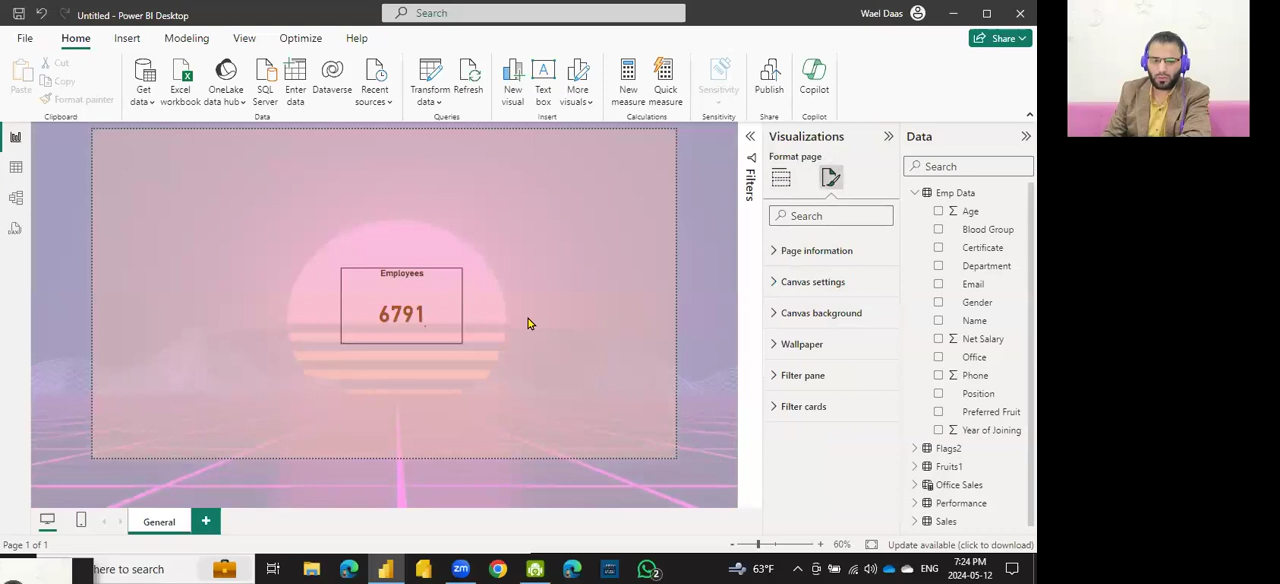 Untitled - Power BI Desktop
Search
Wael Daas
File
Home
Insert
Modeling
View
Optimize
Help
Share
Paste
Cut
Copy
Format painter
Get data
Excel workbook
OneLake data hub
SQL Server
Enter data
Dataverse
Recent sources
Transform data
Refresh
New visual
Text box
More visuals
New measure
Quick measure
Sensitivity
Publish
Copilot
Clipboard
Data
Queries
Insert
Calculations
Sensitivity
Share
Copilot
Employees
6791
Filters
Visualizations
Format page
Search
Page information
Canvas settings
Canvas background
Wallpaper
Filter pane
Filter cards
Data
Search
Emp Data
Age
Blood Group
Certificate
Department
Email
Gender
Name
Net Salary
Office
Phone
Position
Preferred Fruit
Year of Joining
Flags2
Fruits1
Office Sales
Performance
Sales
General
Page 1 of 1
60%
Update available (click to download)
here to search
zm
2
63°F
ENG
7:24 PM
2024-05-12